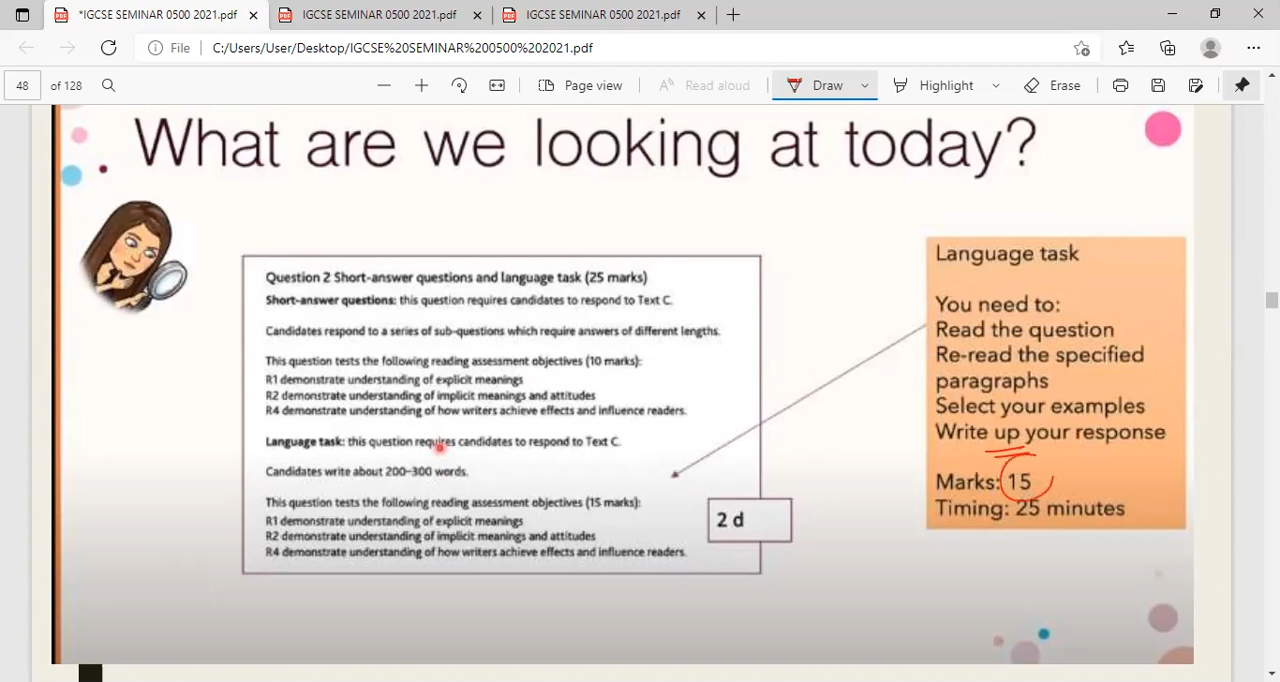 *IGCSE SEMINAR 0500 2021.pdf
IGCSE SEMINAR 0500 2021.pdf
IGCSE SEMINAR 0500 2021.pdf
File
C:/Users/User/Desktop/IGCSE%20SEMINAR%200500%202021.pdf
48 of 128
Page view
Read aloud
Draw
Highlight
Erase
What are we looking at today?
Question 2 Short-answer questions and language task (25 marks)
Short-answer questions: this question requires candidates to respond to Text C.
Candidates respond to a series of sub-questions which require answers of different lengths.
This question tests the following reading assessment objectives (10 marks):
R1 demonstrate understanding of explicit meanings
R2 demonstrate understanding of implicit meanings and attitudes
R4 demonstrate understanding of how writers achieve effects and influence readers.
Language task: this question requires candidates to respond to Text C.
Candidates write about 200–300 words.
This question tests the following reading assessment objectives (15 marks):
R1 demonstrate understanding of explicit meanings
R2 demonstrate understanding of implicit meanings and attitudes
R4 demonstrate understanding of how writers achieve effects and influence readers.
2 d
Language task
You need to:
Read the question
Re-read the specified
paragraphs
Select your examples
Write up your response
Marks: 15
Timing: 25 minutes